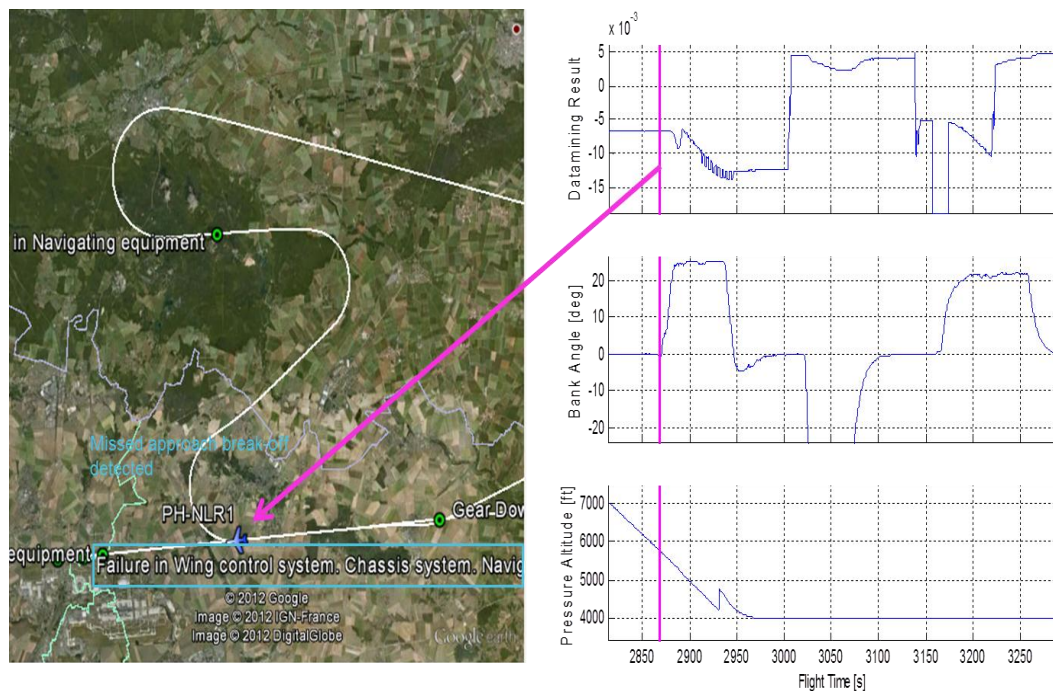 in Navigating equipment
Missed approach break-off
detected
PH-NLR1
Gear Dow
equipment
Failure in Wing control system. Chassis system. Navig
© 2012 Google
Image © 2012 IGN-France
Image © 2012 DigitalGlobe
Google earth
x 10⁻³
Datamining Result
5
0
-5
-10
-15
Bank Angle [deg]
20
10
0
-10
-20
Pressure Altitude [ft]
7000
6000
5000
4000
2850 2900 2950 3000 3050 3100 3150 3200 3250
Flight Time [s]